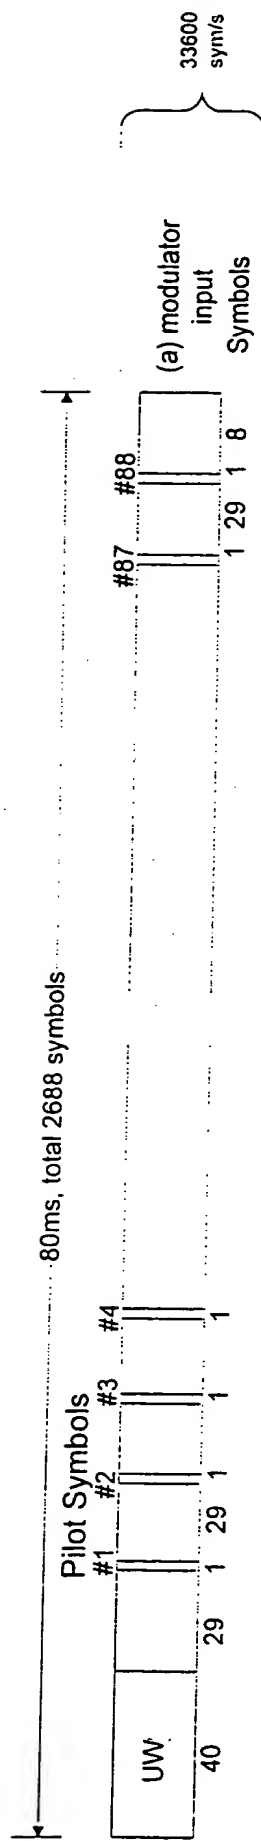 80ms, total 2688 symbols
Pilot Symbols
#1 #2 #3 #4 #87 #88
UW
40 29 1 29 1 1 1 1 29 1 8
(a) modulator
input
Symbols
33600
sym/s